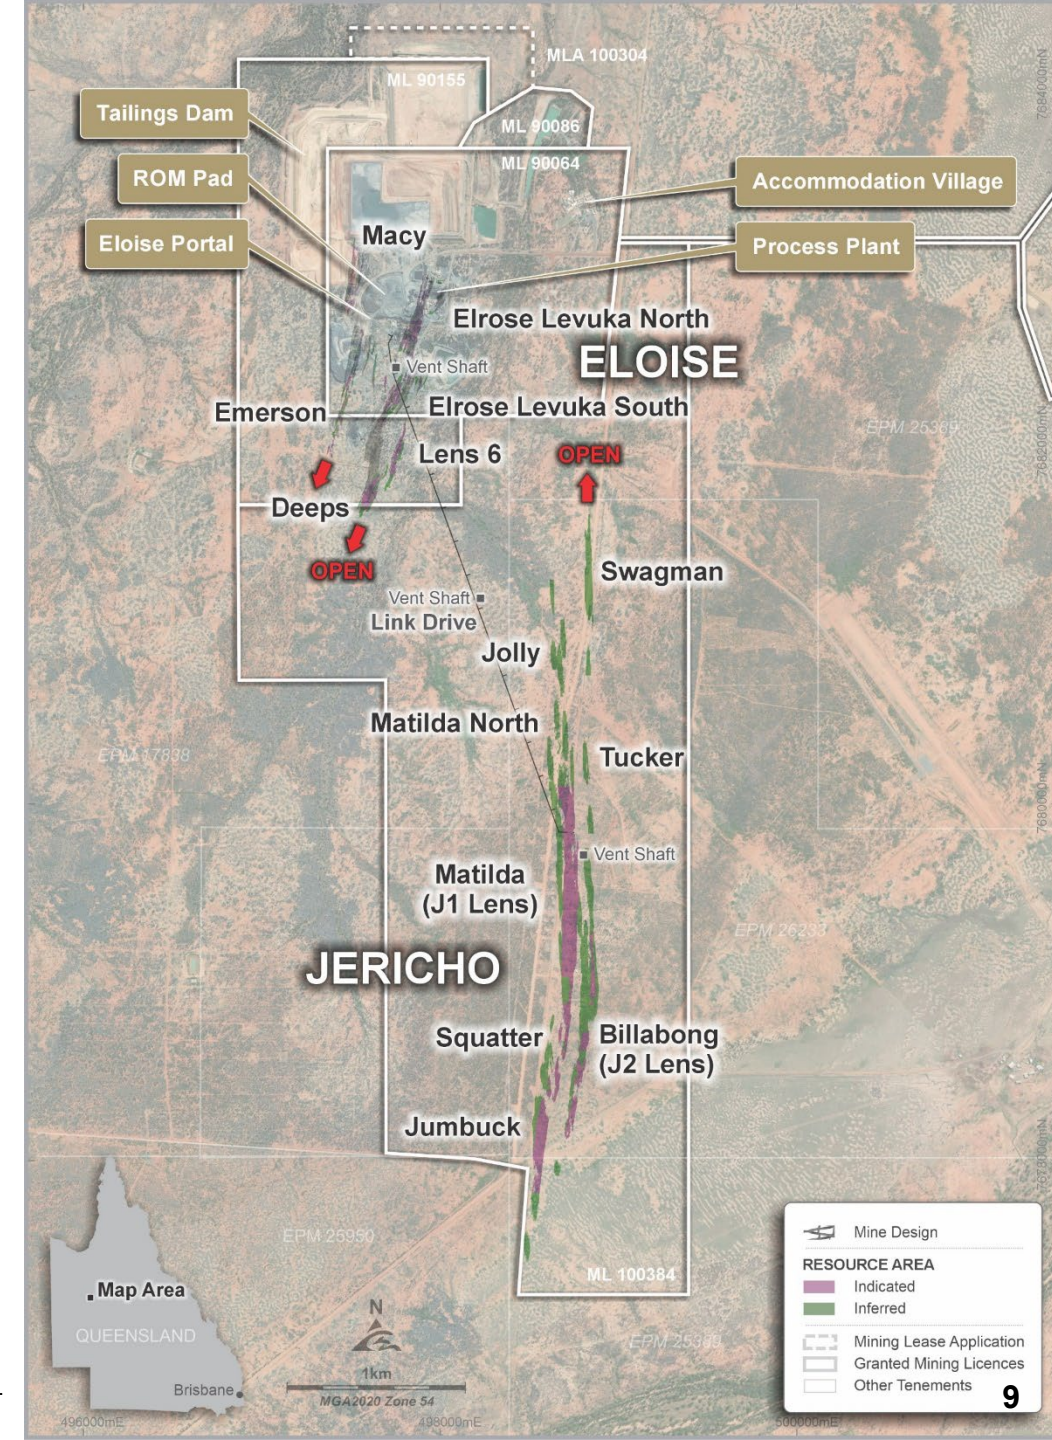 MLA 100304
ML 90155
7684000mN
Tailings Dam
ML 90086
ML 90064
ROM Pad
Accommodation Village
Macy
Eloise Portal
Process Plant
Elrose Levuka North
ELOISE
Vent Shaft
Emerson
Elrose Levuka South
EPM 25389
7682000mN
Lens 6
OPEN
Deeps
OPEN
Swagman
Vent Shaft
Link Drive
Jolly
Matilda North
EPM 17838
Tucker
7680000mN
Vent Shaft
Matilda
(J1 Lens)
EPM 26233
JERICHO
Squatter
Billabong
(J2 Lens)
Jumbuck
7678000mN
EPM 25950
ML 100384
Map Area
QUEENSLAND
Brisbane
N
1km
MGA2020 Zone 54
EPM 25389
Mine Design
RESOURCE AREA
Indicated
Inferred
Mining Lease Application
Granted Mining Licences
Other Tenements
9
496000mE
498000mE
500000mE